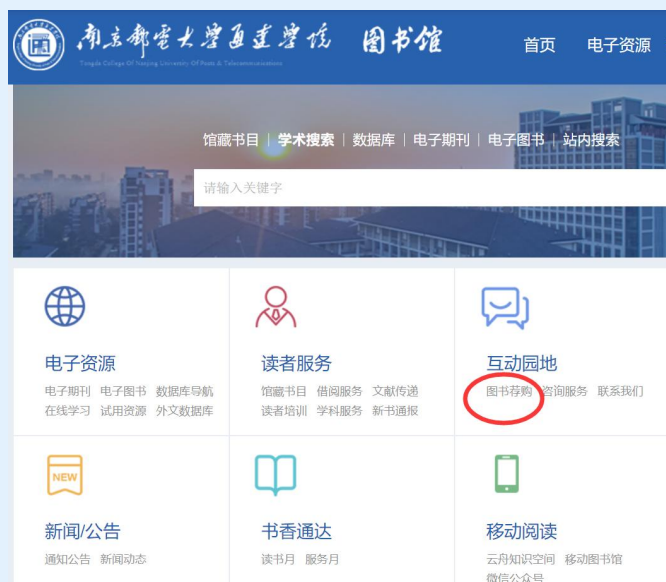 南京邮电大学通达学院 图书馆 首页 电子资源
Tongda College Of Nanjing University Of Posts & Telecommunications
馆藏书目 | 学术搜索 | 数据库 | 电子期刊 | 电子图书 | 站内搜索
请输入关键字
电子资源
电子期刊 电子图书 数据库导航
在线学习 试用资源 外文数据库
读者服务
馆藏书目 借阅服务 文献传递
读者培训 学科服务 新书通报
互动园地
图书荐购 咨询服务 联系我们
NEW
新闻/公告
通知公告 新闻动态
书香通达
读书月 服务月
移动阅读
云舟知识空间 移动图书馆
微信公众号